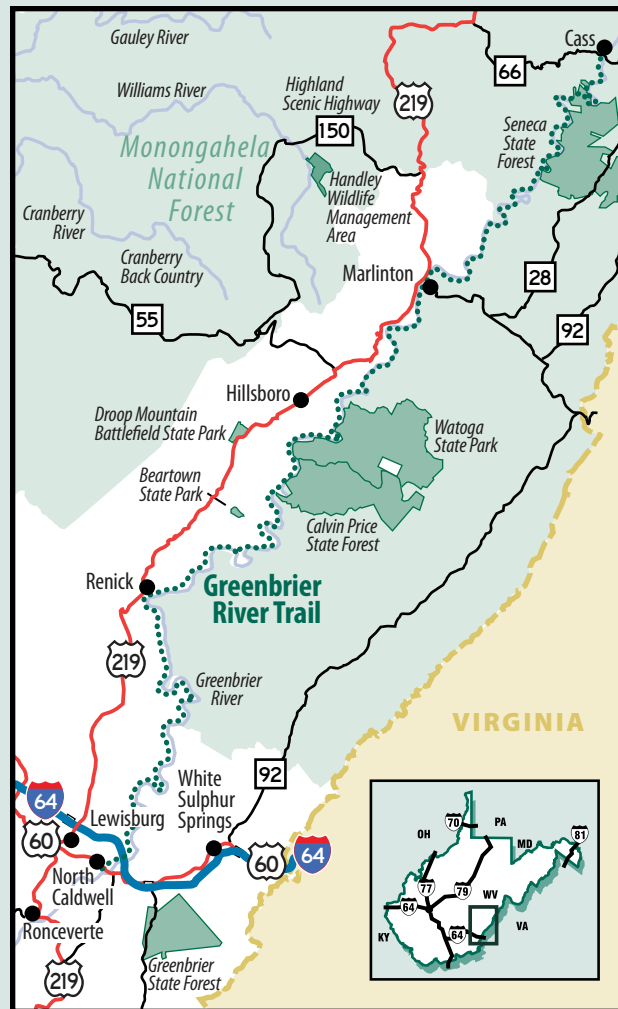 Gauley River
Cass
66
Williams River
Highland
Scenic Highway
219
150
Seneca
State
Forest
Monongahela
National
Forest
Handley
Wildlife
Management
Area
Cranberry
River
Cranberry
Back Country
Marlinton
28
55
92
Hillsboro
Droop Mountain
Battlefield State Park
Watoga
State Park
Beartown
State Park
Calvin Price
State Forest
Renick
Greenbrier
River Trail
219
Greenbrier
River
VIRGINIA
92
White
Sulphur
Springs
64
Lewisburg
60
60
64
North
Caldwell
Ronceverte
219
Greenbrier
State Forest
70
PA
OH
81
MD
77
79
WV
64
VA
64
KY